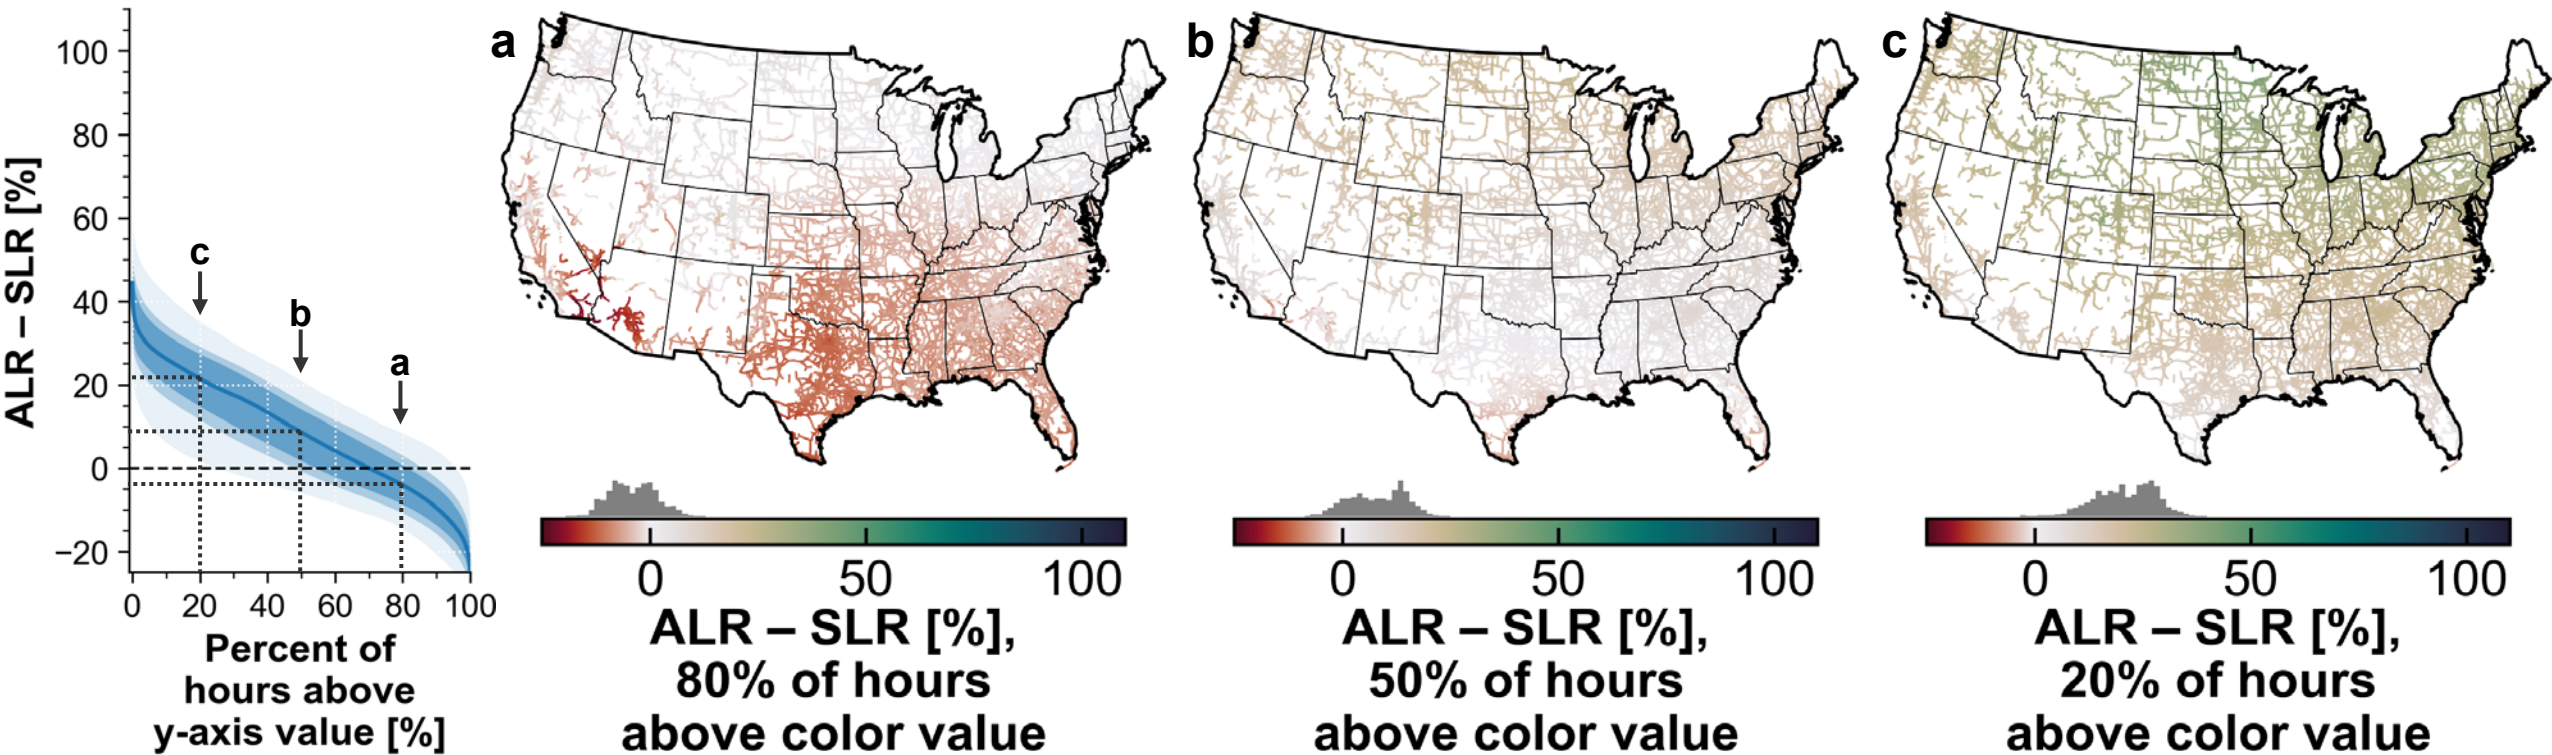 ALR – SLR [%]
100
80
60
40
20
0
−20
c
b
a
0 20 40 60 80 100
Percent of
hours above
y-axis value [%]
a
0 50 100
ALR – SLR [%],
80% of hours
above color value
b
0 50 100
ALR – SLR [%],
50% of hours
above color value
c
0 50 100
ALR – SLR [%],
20% of hours
above color value